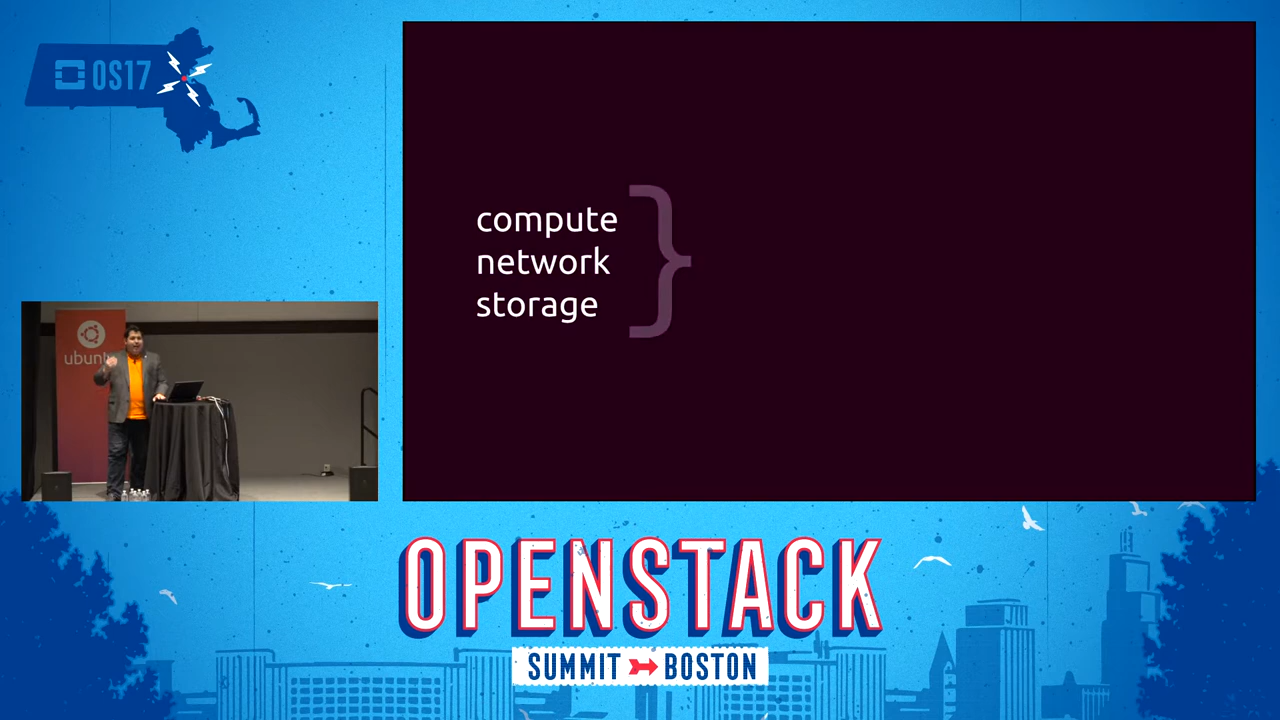 OS17
compute
network
storage
}
ubuntu
OPENSTACK
SUMMIT BOSTON